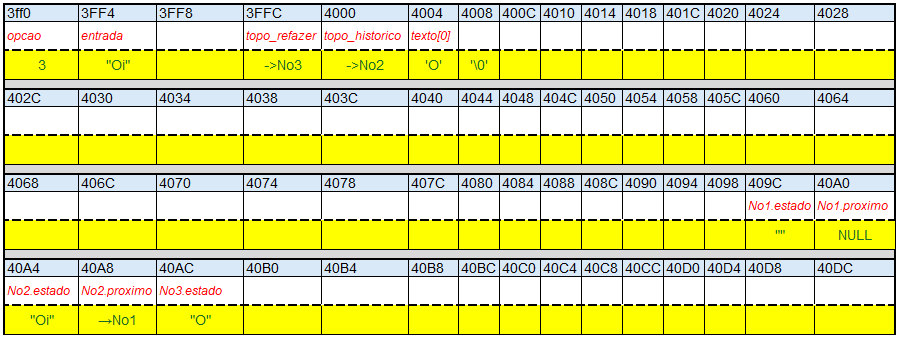 3ff0 3FF4 3FF8 3FFC 4000 4004 4008 400C 4010 4014 4018 401C 4020 4024 4028
opcao entrada topo_refazer topo_historico texto[0]
3 "Oi" ->No3 ->No2 'O' '\0'
402C 4030 4034 4038 403C 4040 4044 4048 404C 4050 4054 4058 405C 4060 4064
4068 406C 4070 4074 4078 407C 4080 4084 4088 408C 4090 4094 4098 409C 40A0
No1.estado No1.proximo
"" NULL
40A4 40A8 40AC 40B0 40B4 40B8 40BC 40C0 40C4 40C8 40CC 40D0 40D4 40D8 40DC
No2.estado No2.proximo No3.estado
"Oi" →No1 "O"